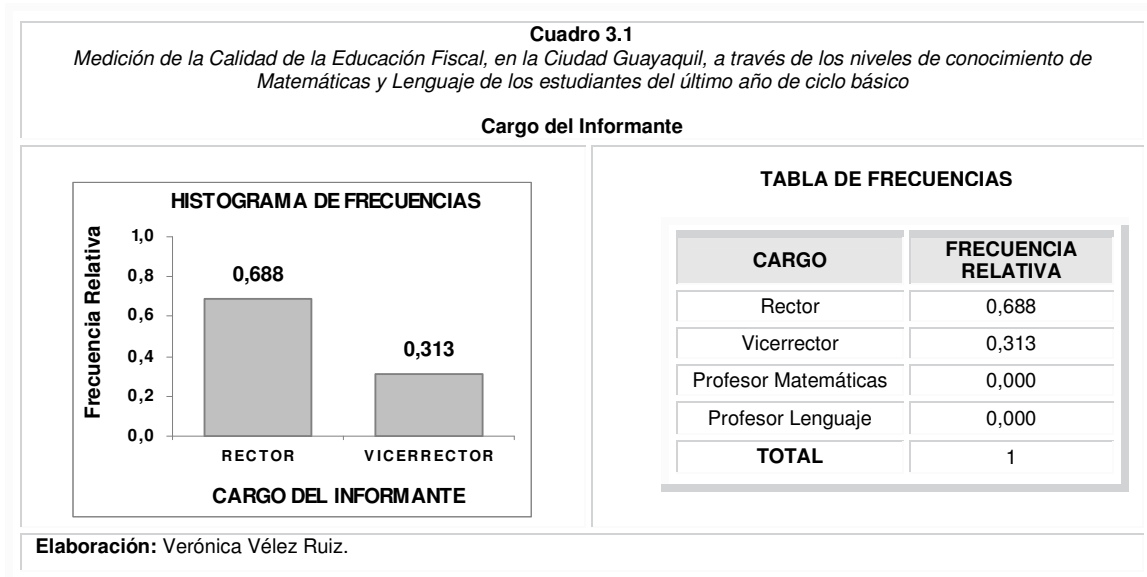 Cuadro 3.1
Medición de la Calidad de la Educación Fiscal, en la Ciudad Guayaquil, a través de los niveles de conocimiento de
Matemáticas y Lenguaje de los estudiantes del último año de ciclo básico
Cargo del Informante
HISTOGRAMA DE FRECUENCIAS
Frecuencia Relativa
1,0
0,8
0,6
0,4
0,2
0,0
0,688
0,313
RECTOR VICERRECTOR
CARGO DEL INFORMANTE
TABLA DE FRECUENCIAS
CARGO FRECUENCIA
RELATIVA
Rector 0,688
Vicerrector 0,313
Profesor Matemáticas 0,000
Profesor Lenguaje 0,000
TOTAL 1
Elaboración: Verónica Vélez Ruiz.